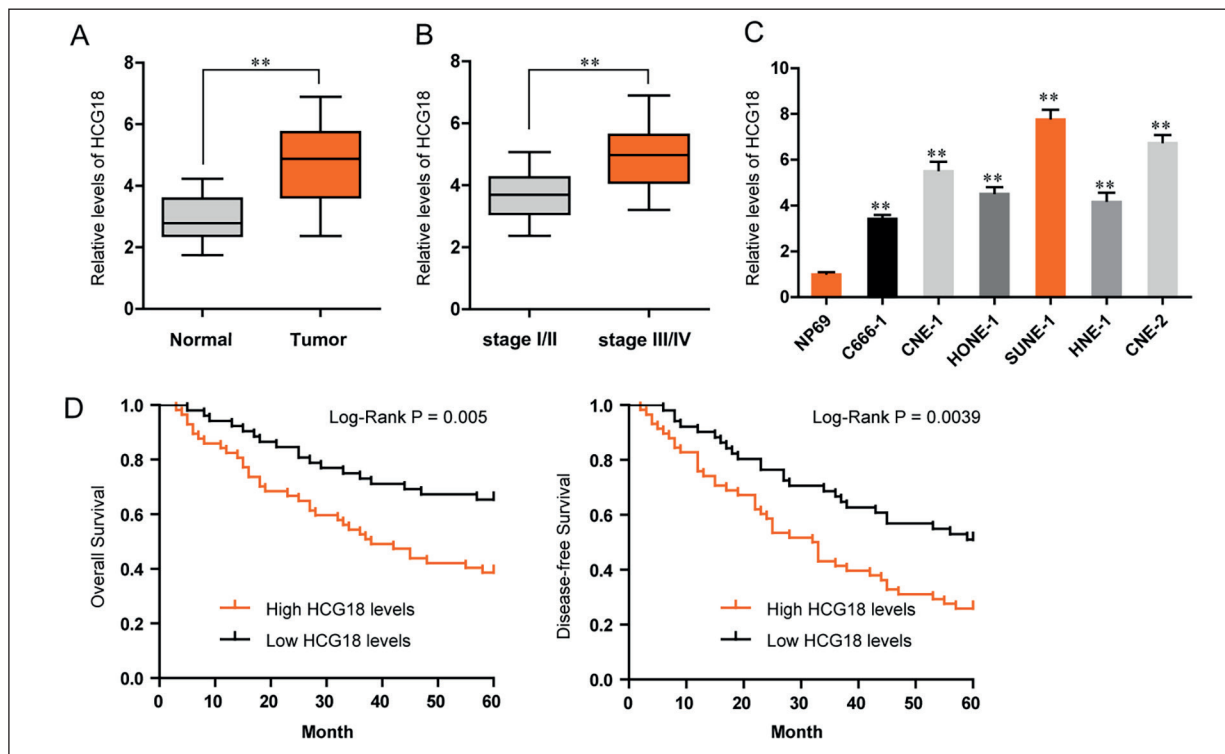 A
Relative levels of HCG18
8
6
4
2
0
**
Normal
Tumor
B
Relative levels of HCG18
8
6
4
2
0
**
stage I/II
stage III/IV
C
Relative levels of HCG18
10
8
6
4
2
0
**
**
**
**
**
**
NP69
C666-1
CNE-1
HONE-1
SUNE-1
HNE-1
CNE-2
D
Overall Survival
1.0
0.8
0.6
0.4
0.2
0.0
Log-Rank P = 0.005
High HCG18 levels
Low HCG18 levels
0 10 20 30 40 50 60
Month
Disease-free Survival
1.0
0.8
0.6
0.4
0.2
0.0
Log-Rank P = 0.0039
High HCG18 levels
Low HCG18 levels
0 10 20 30 40 50 60
Month